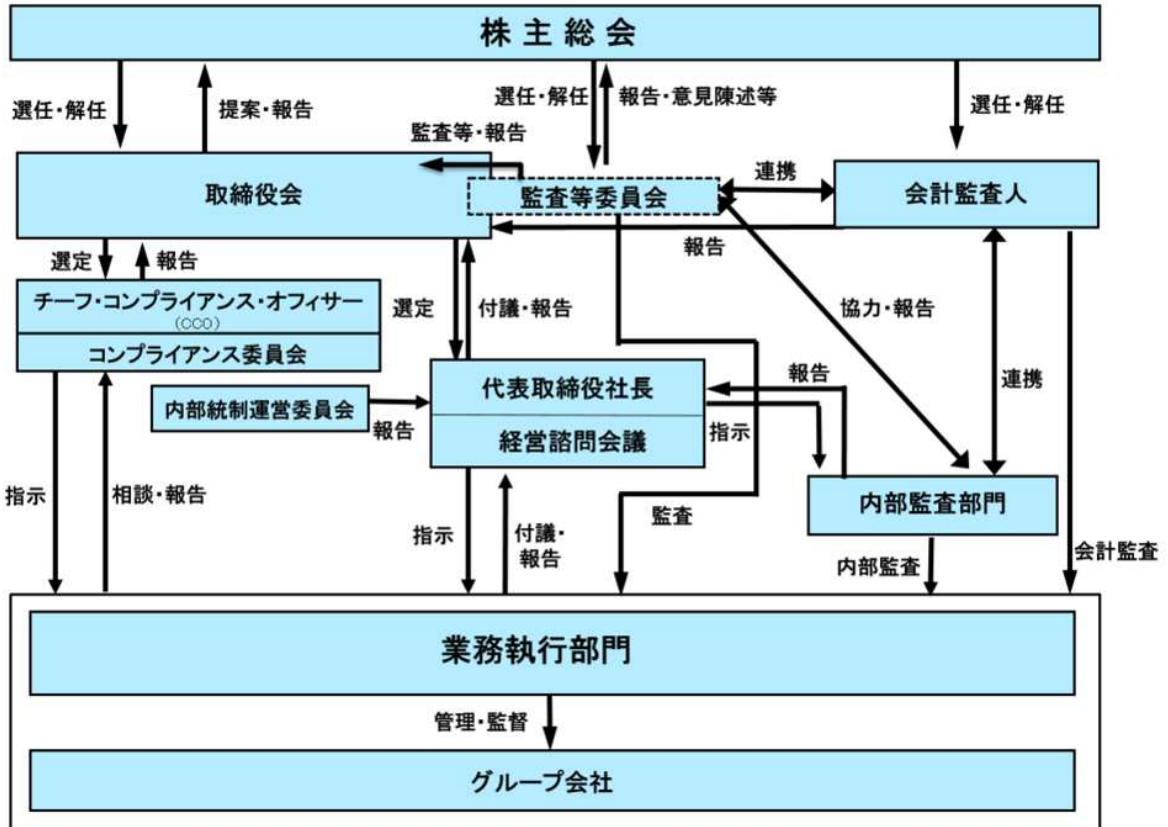 株主総会
選任・解任
提案・報告
選任・解任
報告・意見陳述等
選任・解任
監査等・報告
取締役会
監査等委員会
連携
会計監査人
報告
選定
報告
チーフ・コンプライアンス・オフィサー
(CCO)
コンプライアンス委員会
選定
付議・報告
協力・報告
連携
内部統制運営委員会
報告
代表取締役社長
経営諮問会議
報告
指示
内部監査部門
指示
相談・報告
指示
付議・
報告
監査
内部監査
会計監査
業務執行部門
管理・監督
グループ会社